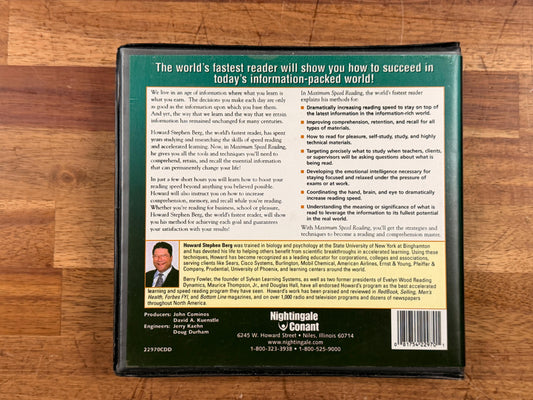 The world's fastest reader will show you how to succeed in
today's information-packed world!
We live in an age of information where what you learn is
what you earn. The decisions you make each day are only
as good as the information upon which you base them.
And yet, the way that we learn and the way that we retain
information has remained unchanged for many centuries.
Howard Stephen Berg, the world's fastest reader, has spent
years studying and researching the skills of speed reading
and accelerated learning. Now, in Maximum Speed Reading, he
gives you all the tools and techniques you'll need to
comprehend, retain, and recall the essential information
that can permanently change your life!
In just a few short hours you will learn how to boost your
reading speed beyond anything you believed possible.
Howard will also instruct you on how to increase
comprehension, memory, and recall while you're reading.
Whether you're reading for business, school or pleasure,
Howard Stephen Berg, the world's fastest reader, will show
you his method for achieving each goal and guarantees
your satisfaction with your results!
In Maximum Speed Reading, the world's fastest reader
explains his methods for:
• Dramatically increasing reading speed to stay on top of
the latest information in the information-rich world.
• Improving comprehension, retention, and recall for all
types of materials.
• How to read for pleasure, self-study, study, and highly
technical materials.
• Targeting precisely what to study when teachers, clients,
or supervisors will be asking questions about what is
being read.
• Developing the emotional intelligence necessary for
staying focused and relaxed under the pressure of
exams or at work.
• Coordinating the hand, brain, and eye to dramatically
increase reading speed.
• Understanding the meaning or significance of what is
read to leverage the information to its fullest potential
in the real world.
With Maximum Speed Reading, you'll get the strategies and
techniques to become a reading and comprehension master.
Howard Stephen Berg was trained in biology and psychology at the State University of New York at Binghamton
and has devoted his life to helping others benefit from scientific breakthroughs in accelerated learning. Using these
techniques, Howard has become recognized as a leading educator for corporations, colleges and associations,
serving clients like Sears, Cisco Systems, Burlington, Mobil Chemical, American Airlines, Ernst & Young, Pfeiffer &
Company, Prudential, University of Phoenix, and learning centers around the world.
Berry Fowler, the founder of Sylvan Learning Systems, as well as two former presidents of Evelyn Wood Reading
Dynamics, Maurice Thompson, Jr., and Douglas Hall, have all endorsed Howard's program as the best accelerated
learning and speed reading program they have seen. Howard's work has been praised and reviewed in RedBook, Selling, Men's
Health, Forbes FYI, and Bottom Line magazines, and on over 1,000 radio and television programs and dozens of newspapers
throughout North America.
Producers: John Cominos
David A. Kuenstle
Engineers: Jerry Kaehn
Doug Durham
22970CDD
Nightingale
Conant
6245 W. Howard Street • Niles, Illinois 60714
www.nightingale.com
1-800-323-3938 • 1-800-525-9000
0 81754 22970 1